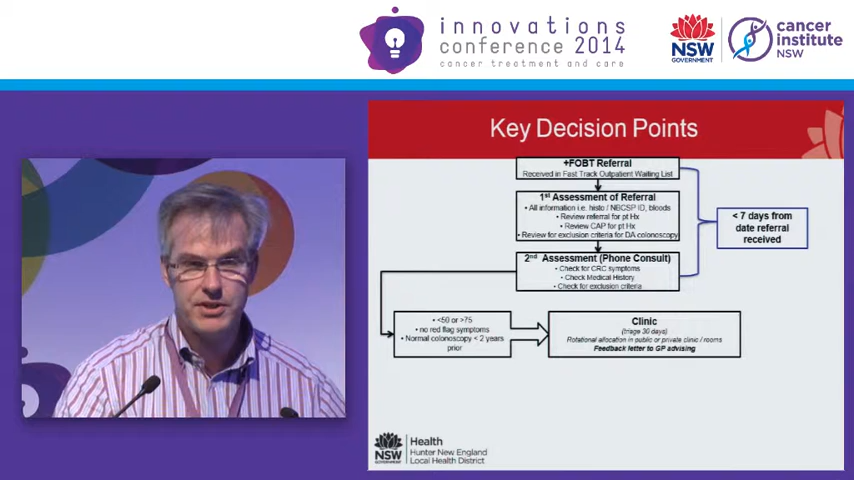 innovations
conference 2014
cancer treatment and care
NSW
GOVERNMENT
cancer
institute
NSW
Key Decision Points
+FOBT Referral
Received in Fast Track Outpatient Waiting List
1st Assessment of Referral
• All information i.e. histo / NBCSP ID, bloods
• Review referral for pt Hx
• Review CAP for pt Hx
• Review for exclusion criteria for DA colonoscopy
< 7 days from
date referral
received
2nd Assessment (Phone Consult)
• Check for CRC symptoms
• Check Medical History
• Check for exclusion criteria
• <50 or >75
• no red flag symptoms
• Normal colonoscopy < 2 years
prior
Clinic
(triage 30 days)
Rotational allocation in public or private clinic / rooms
Feedback letter to GP advising
NSW
GOVERNMENT
Health
Hunter New England
Local Health District